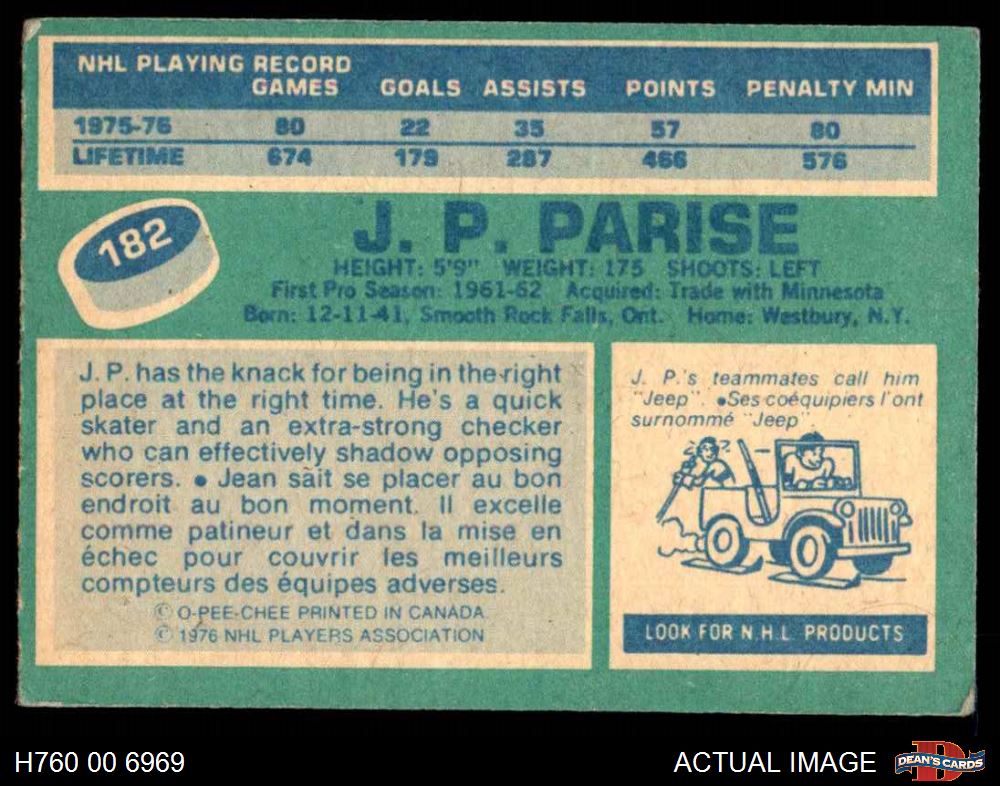 NHL PLAYING RECORD
GAMES GOALS ASSISTS POINTS PENALTY MIN
1975-76 80 22 35 57 80
LIFETIME 674 179 287 466 576
182
J. P. PARISE
HEIGHT: 5'9" WEIGHT: 175 SHOOTS: LEFT
First Pro Season: 1961-62 Acquired: Trade with Minnesota
Born: 12-11-41, Smooth Rock Falls, Ont. Home: Westbury, N.Y.
J. P. has the knack for being in the right
place at the right time. He's a quick
skater and an extra-strong checker
who can effectively shadow opposing
scorers. • Jean sait se placer au bon
endroit au bon moment. Il excelle
comme patineur et dans la mise en
échec pour couvrir les meilleurs
compteurs des équipes adverses.
© O-PEE-CHEE PRINTED IN CANADA
© 1976 NHL PLAYERS ASSOCIATION
J. P.'s teammates call him
"Jeep". •Ses coéquipiers l'ont
surnommé "Jeep"
LOOK FOR N.H.L PRODUCTS
H760 00 6969
ACTUAL IMAGE
D
DEAN'S CARDS